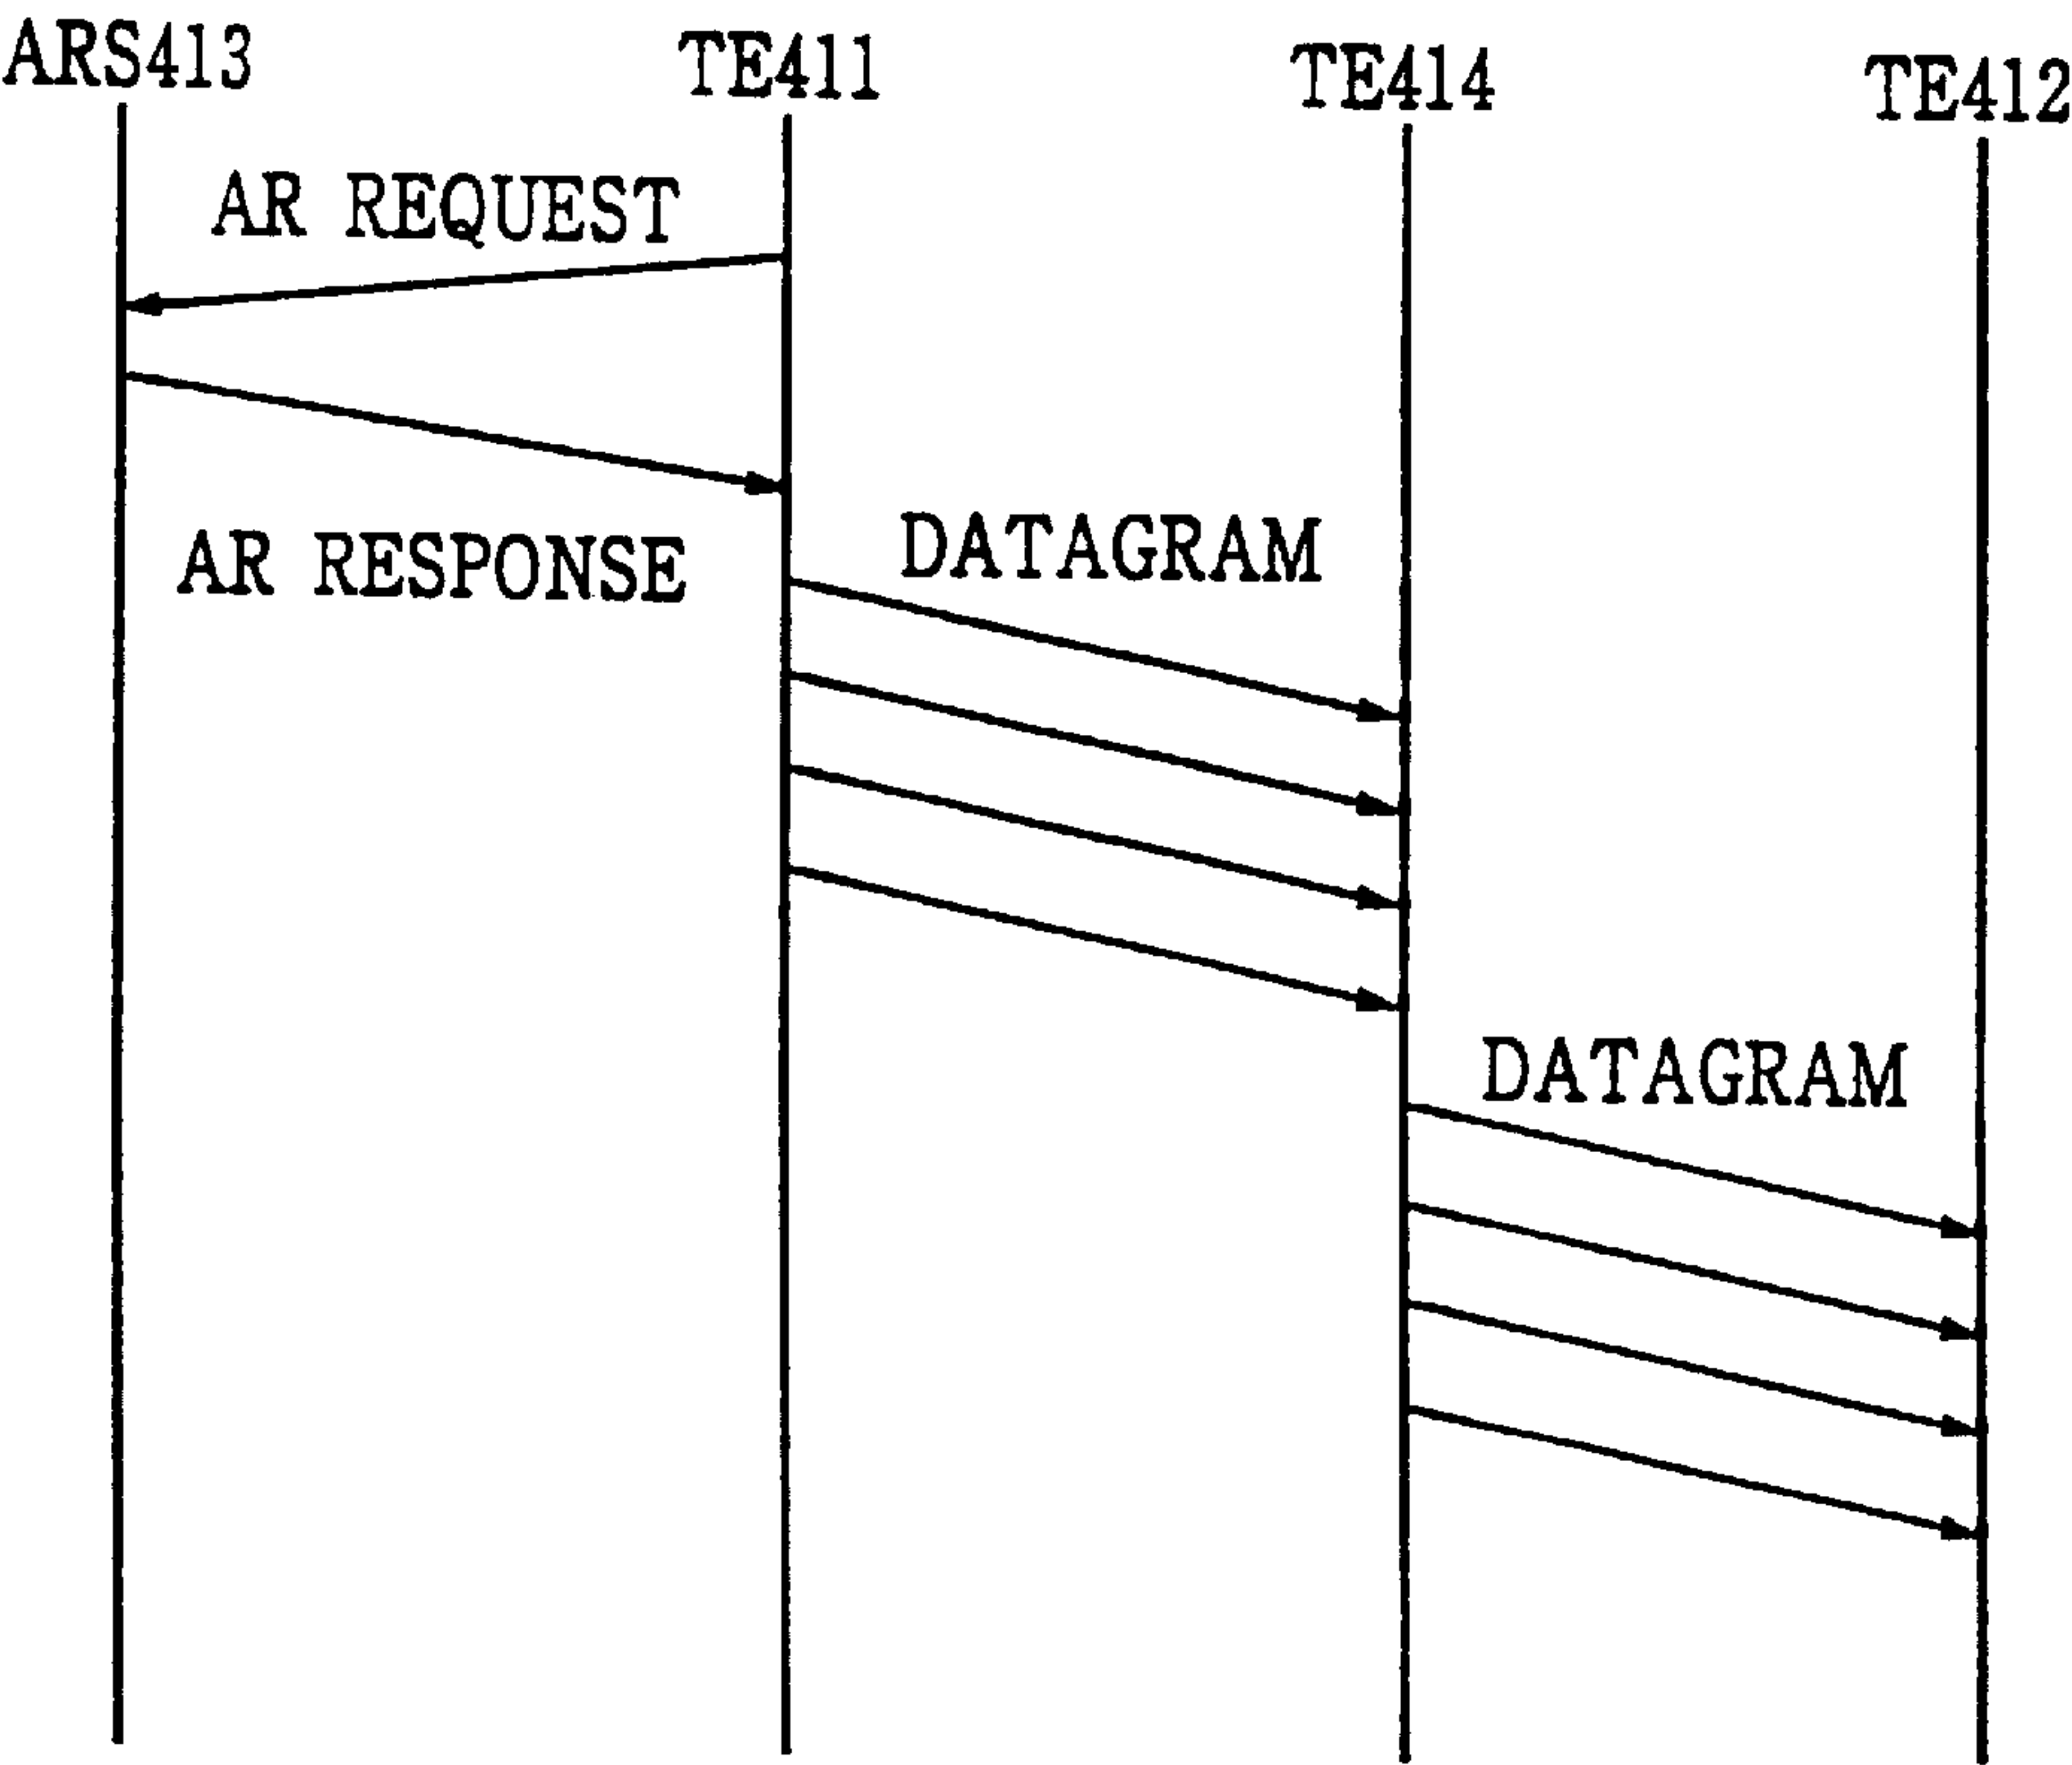 ARS413
TE411
TE414
TE412
AR REQUEST
AR RESPONSE
DATAGRAM
DATAGRAM